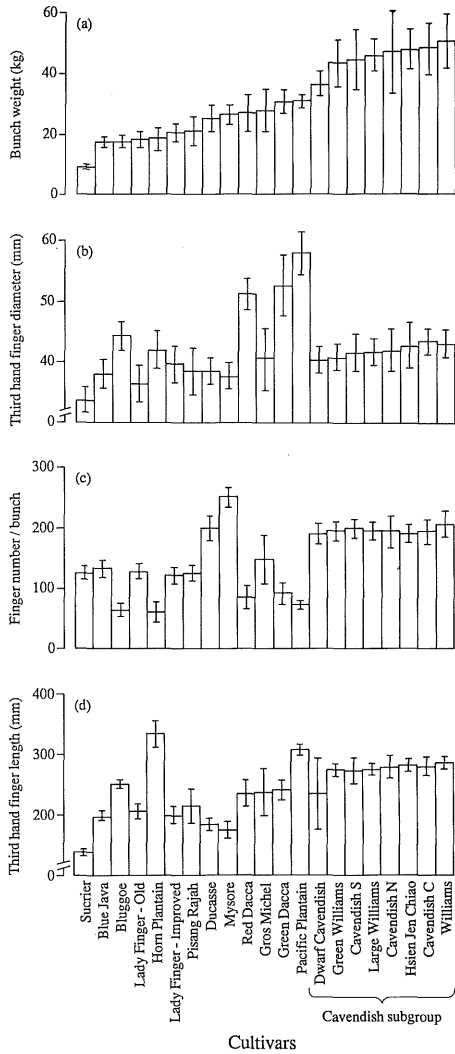 (a)
Bunch weight (kg)
60
40
20
0
(b)
Third hand finger diameter (mm)
60
50
40
0
(c)
Finger number / bunch
300
200
100
0
(d)
Third hand finger length (mm)
400
300
200
0
Sucrier
Blue Java
Bluggoe
Lady Finger - Old
Horn Plantain
Lady Finger - Improved
Pisang Rajah
Ducasse
Mysore
Red Dacca
Gros Michel
Green Dacca
Pacific Plantain
Dwarf Cavendish
Green Williams
Cavendish S
Large Williams
Cavendish N
Hsien Jen Chiao
Cavendish C
Williams
Cavendish subgroup
Cultivars